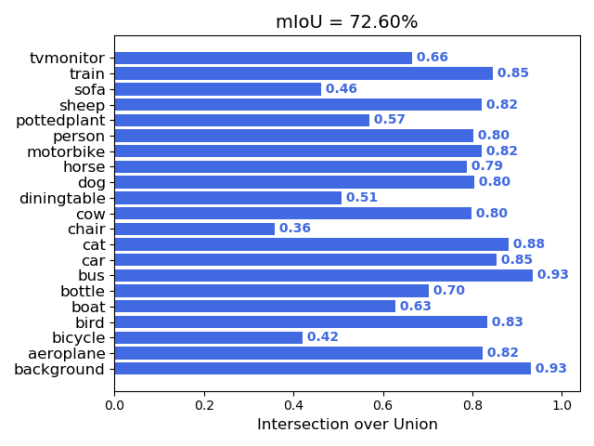 mIoU = 72.60%
tvmonitor 0.66
train 0.85
sofa 0.46
sheep 0.82
pottedplant 0.57
person 0.80
motorbike 0.82
horse 0.79
dog 0.80
diningtable 0.51
cow 0.80
chair 0.36
cat 0.88
car 0.85
bus 0.93
bottle 0.70
boat 0.63
bird 0.83
bicycle 0.42
aeroplane 0.82
background 0.93
0.0 0.2 0.4 0.6 0.8 1.0
Intersection over Union